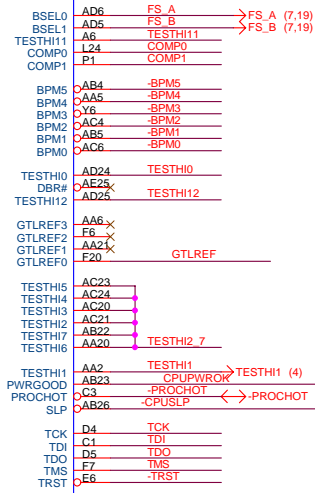 BSEL0 AD6 FS_A FS_A (7,19)
BSEL1 AD5 FS_B FS_B (7,19)
TESTHI11 A6 TESTHI11
COMP0 L24 COMP0
COMP1 P1 COMP1
BPM5 AB4 -BPM5
BPM4 AA5 -BPM4
BPM3 Y6 -BPM3
BPM2 AC4 -BPM2
BPM1 AB5 -BPM1
BPM0 AC6 -BPM0
TESTHI0 AD24 TESTHI0
DBR# AE25
TESTHI12 AD25 TESTHI12
GTLREF3 AA6
GTLREF2 F6
GTLREF1 AA21
GTLREF0 F20 GTLREF
TESTHI5 AC23
TESTHI4 AC24
TESTHI3 AC20
TESTHI2 AC21
TESTHI7 AB22
TESTHI6 AA20 TESTHI2_7
TESTHI1 AA2 TESTHI1 TESTHI1 (4)
PWRGOOD AB23 CPUPWROK
PROCHOT C3 -PROCHOT -PROCHOT
SLP AB26 -CPUSLP
TCK D4 TCK
TDI C1 TDI
TDO D5 TDO
TMS F7 TMS
TRST E6 -TRST